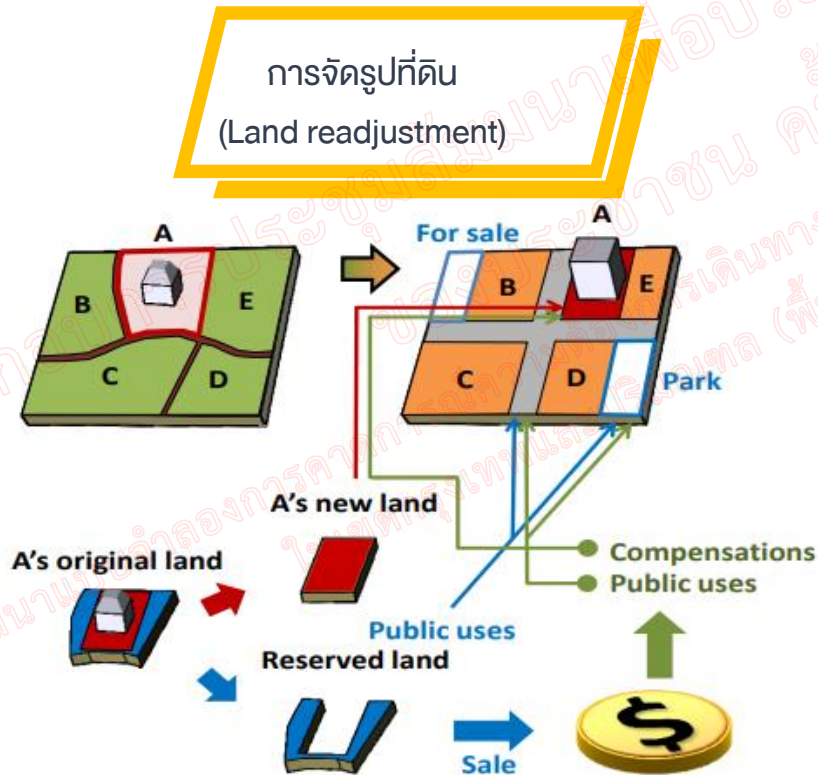 การจัดรูปที่ดิน
(Land readjustment)
A
B
E
C
D
For sale
A
B
E
C
D
Park
A's new land
A's original land
Compensations
Public uses
Public uses
Reserved land
Sale
$